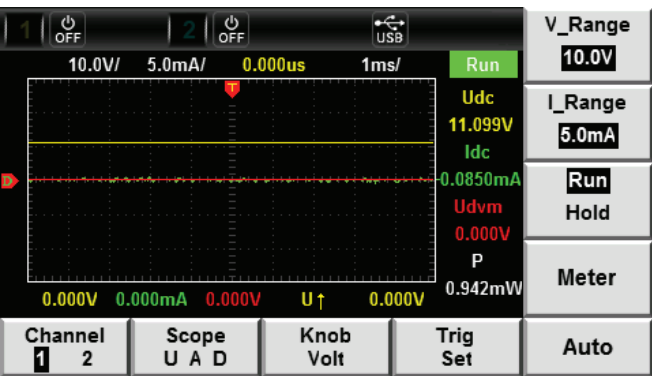 1 OFF 2 OFF USB
10.0V/ 5.0mA/ 0.000us 1ms/ Run
T
Udc
11.099V
Idc
-0.0850mA
D
Udvm
0.000V
P
0.942mW
0.000V 0.000mA 0.000V U↑ 0.000V
V_Range
10.0V
I_Range
5.0mA
Run
Hold
Meter
Auto
Channel
1 2
Scope
U A D
Knob
Volt
Trig
Set